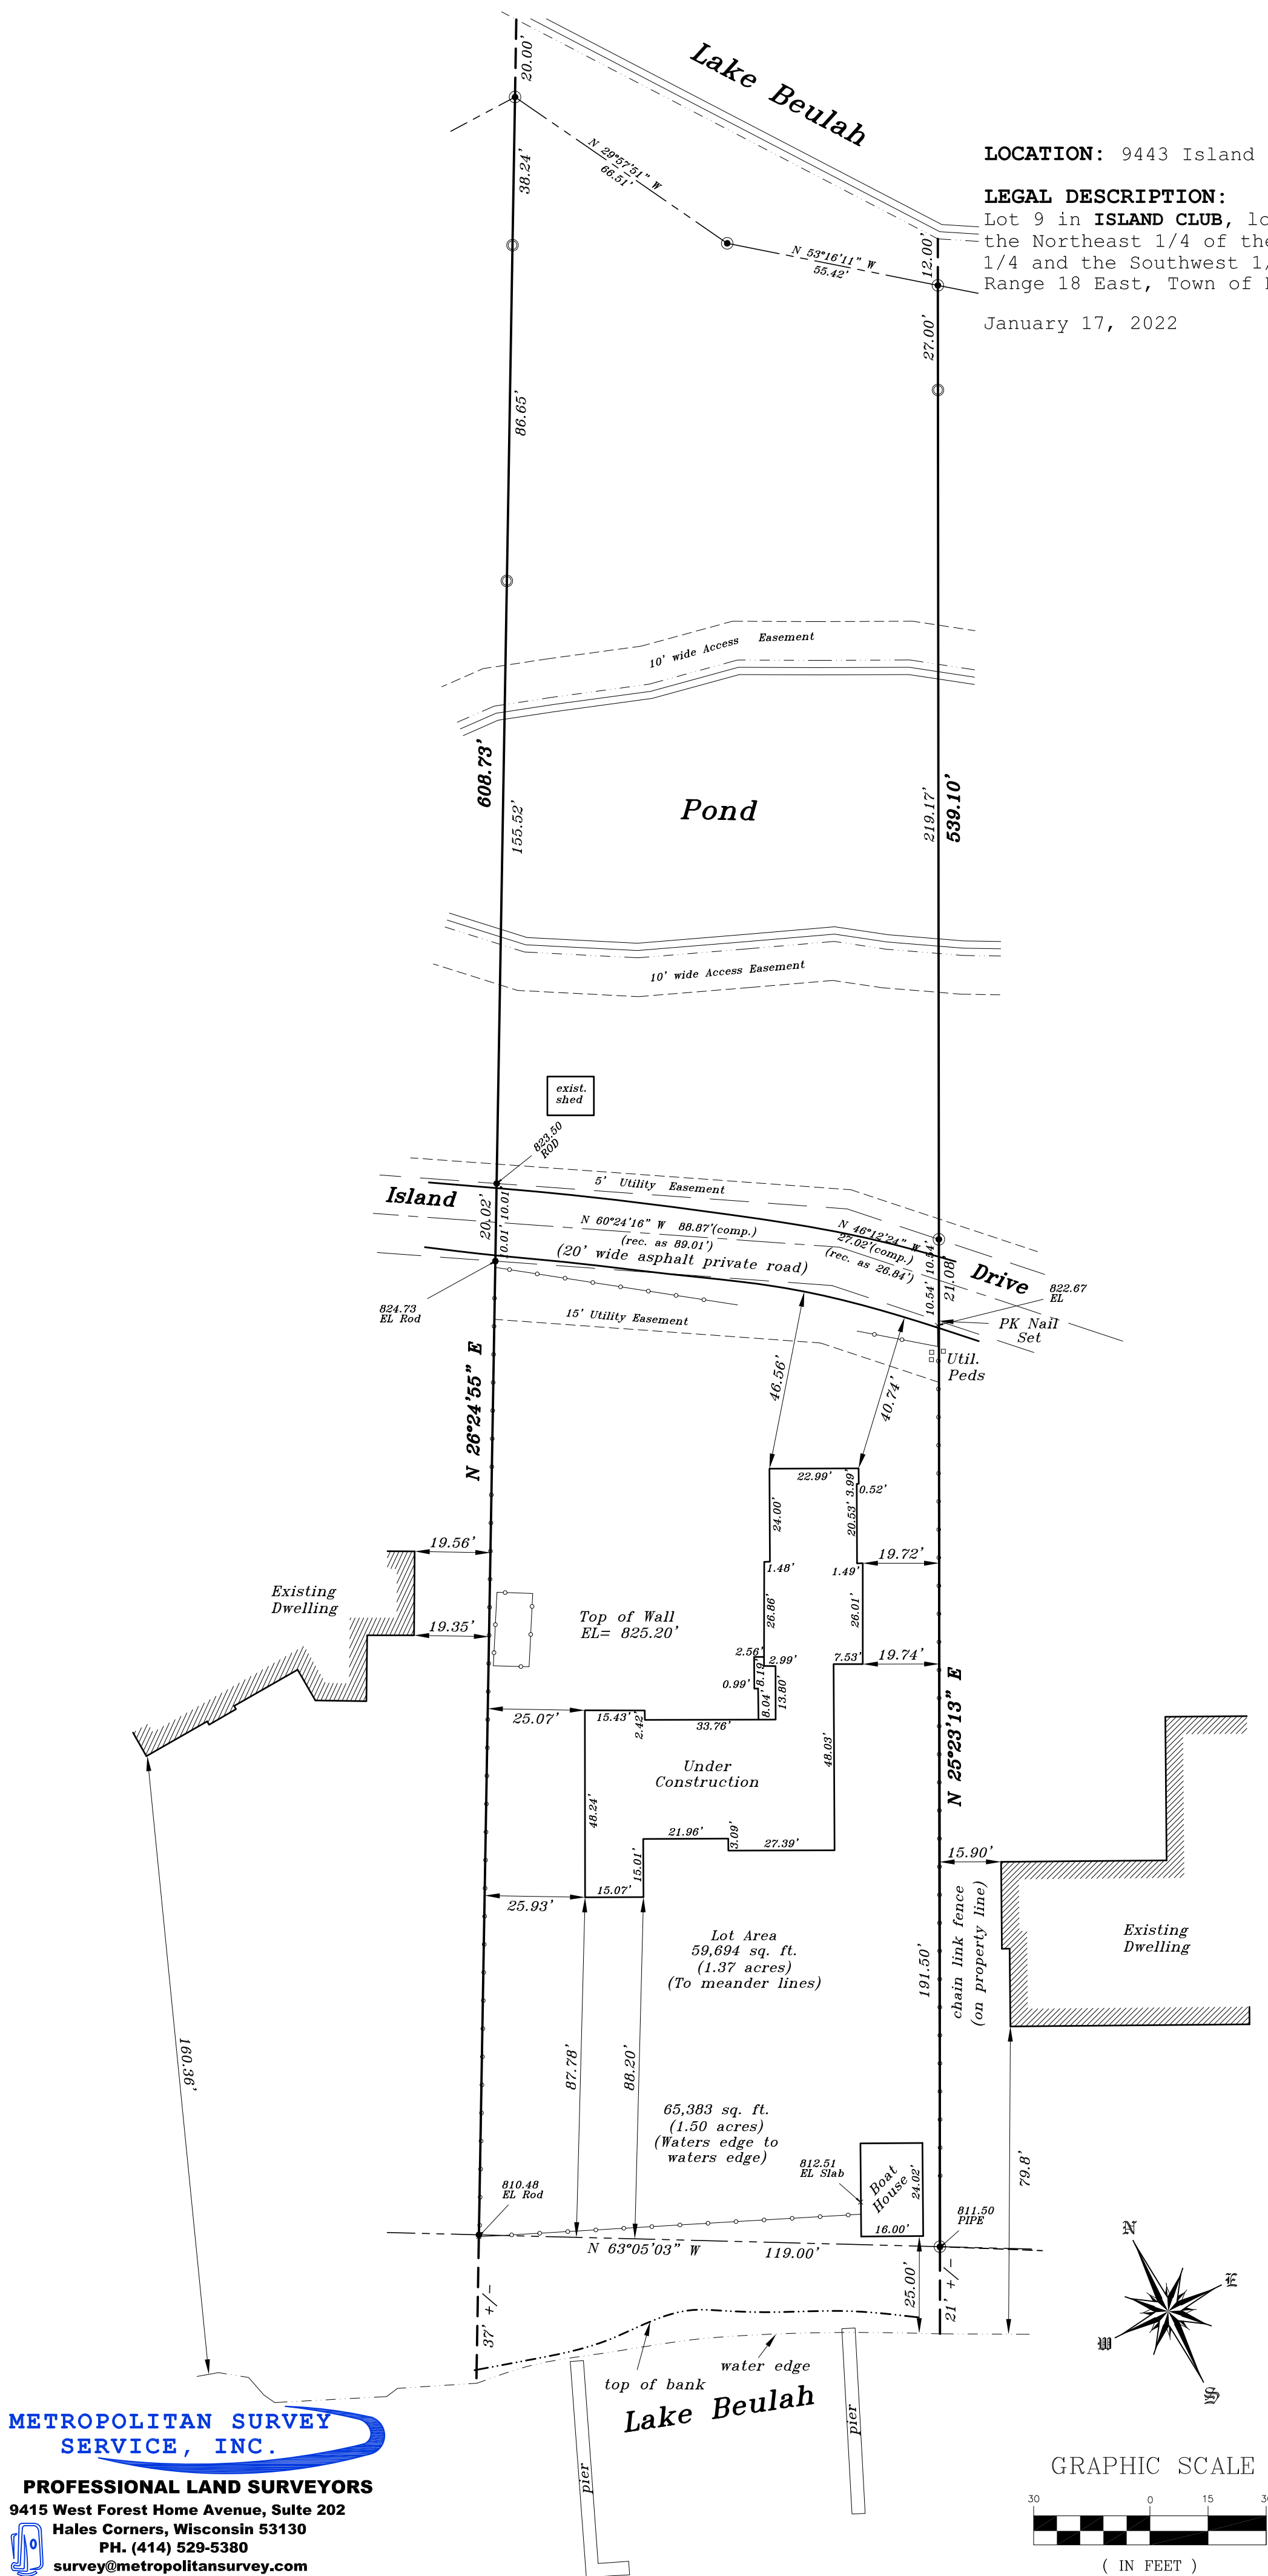 Lake Beulah
20.00'
38.24'
N 29°57'51" W
66.51'
N 53°16'11" W
55.42'
12.00'
27.00'
LOCATION: 9443 Island
LEGAL DESCRIPTION:
Lot 9 in ISLAND CLUB, lo
the Northeast 1/4 of the
1/4 and the Southwest 1/
Range 18 East, Town of
January 17, 2022
86.65'
10' wide Access Easement
608.73'
155.52'
Pond
219.17'
539.10'
10' wide Access Easement
exist.
shed
823.50
ROD
5' Utility Easement
Island
20.02'
10.01'
10.01'
N 60°24'16" W 88.87'(comp.)
(rec. as 89.01')
(20' wide asphalt private road)
N 46°12'24" W
27.02'(comp.)
(rec. as 26.84')
10.54'
10.54'
21.08'
Drive
822.67
EL
PK Nail
Set
824.73
EL Rod
15' Utility Easement
Util.
Peds
46.56'
40.74'
N 26°24'55" E
22.99'
3.99'
0.52'
24.00'
20.53'
19.56'
1.48'
1.49'
19.72'
Existing
Dwelling
Top of Wall
EL= 825.20'
26.86'
26.01'
19.35'
2.56'
2.99'
7.53'
19.74'
0.99'
8.19'
8.04'
13.80'
25.07'
15.43'
2.42'
33.76'
48.03'
N 25°23'13" E
Under
Construction
48.24'
21.96'
3.09'
27.39'
15.01'
15.07'
15.90'
25.93'
Lot Area
59,694 sq. ft.
(1.37 acres)
(To meander lines)
191.50'
chain link fence
(on property line)
Existing
Dwelling
160.36'
87.78'
88.20'
65,383 sq. ft.
(1.50 acres)
(Waters edge to
waters edge)
812.51
EL Slab
Boat
House
24.02'
16.00'
79.8'
810.48
EL Rod
811.50
PIPE
N 63°05'03" W 119.00'
25.00'
37' +/-
21' +/-
N
E
W
S
top of bank
water edge
Lake Beulah
pier
pier
METROPOLITAN SURVEY
SERVICE, INC.
PROFESSIONAL LAND SURVEYORS
9415 West Forest Home Avenue, Suite 202
Hales Corners, Wisconsin 53130
PH. (414) 529-5380
survey@metropolitansurvey.com
GRAPHIC SCALE
30 0 15
( IN FEET )